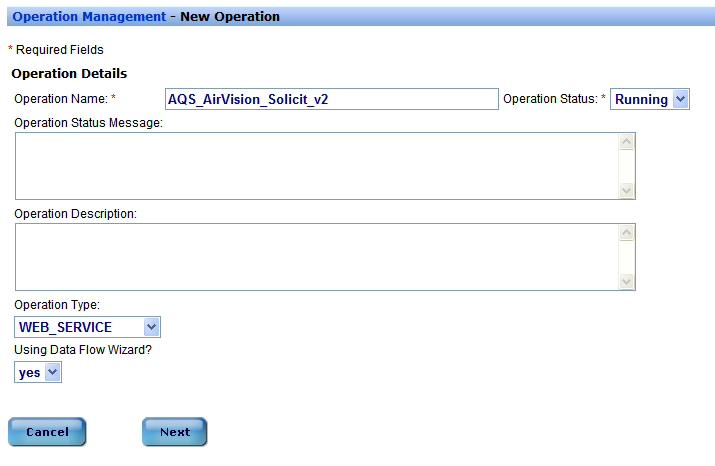 Operation Management - New Operation
* Required Fields
Operation Details
Operation Name: * AQS_AirVision_Solicit_v2 Operation Status: * Running
Operation Status Message:
Operation Description:
Operation Type:
WEB_SERVICE
Using Data Flow Wizard?
yes
Cancel Next